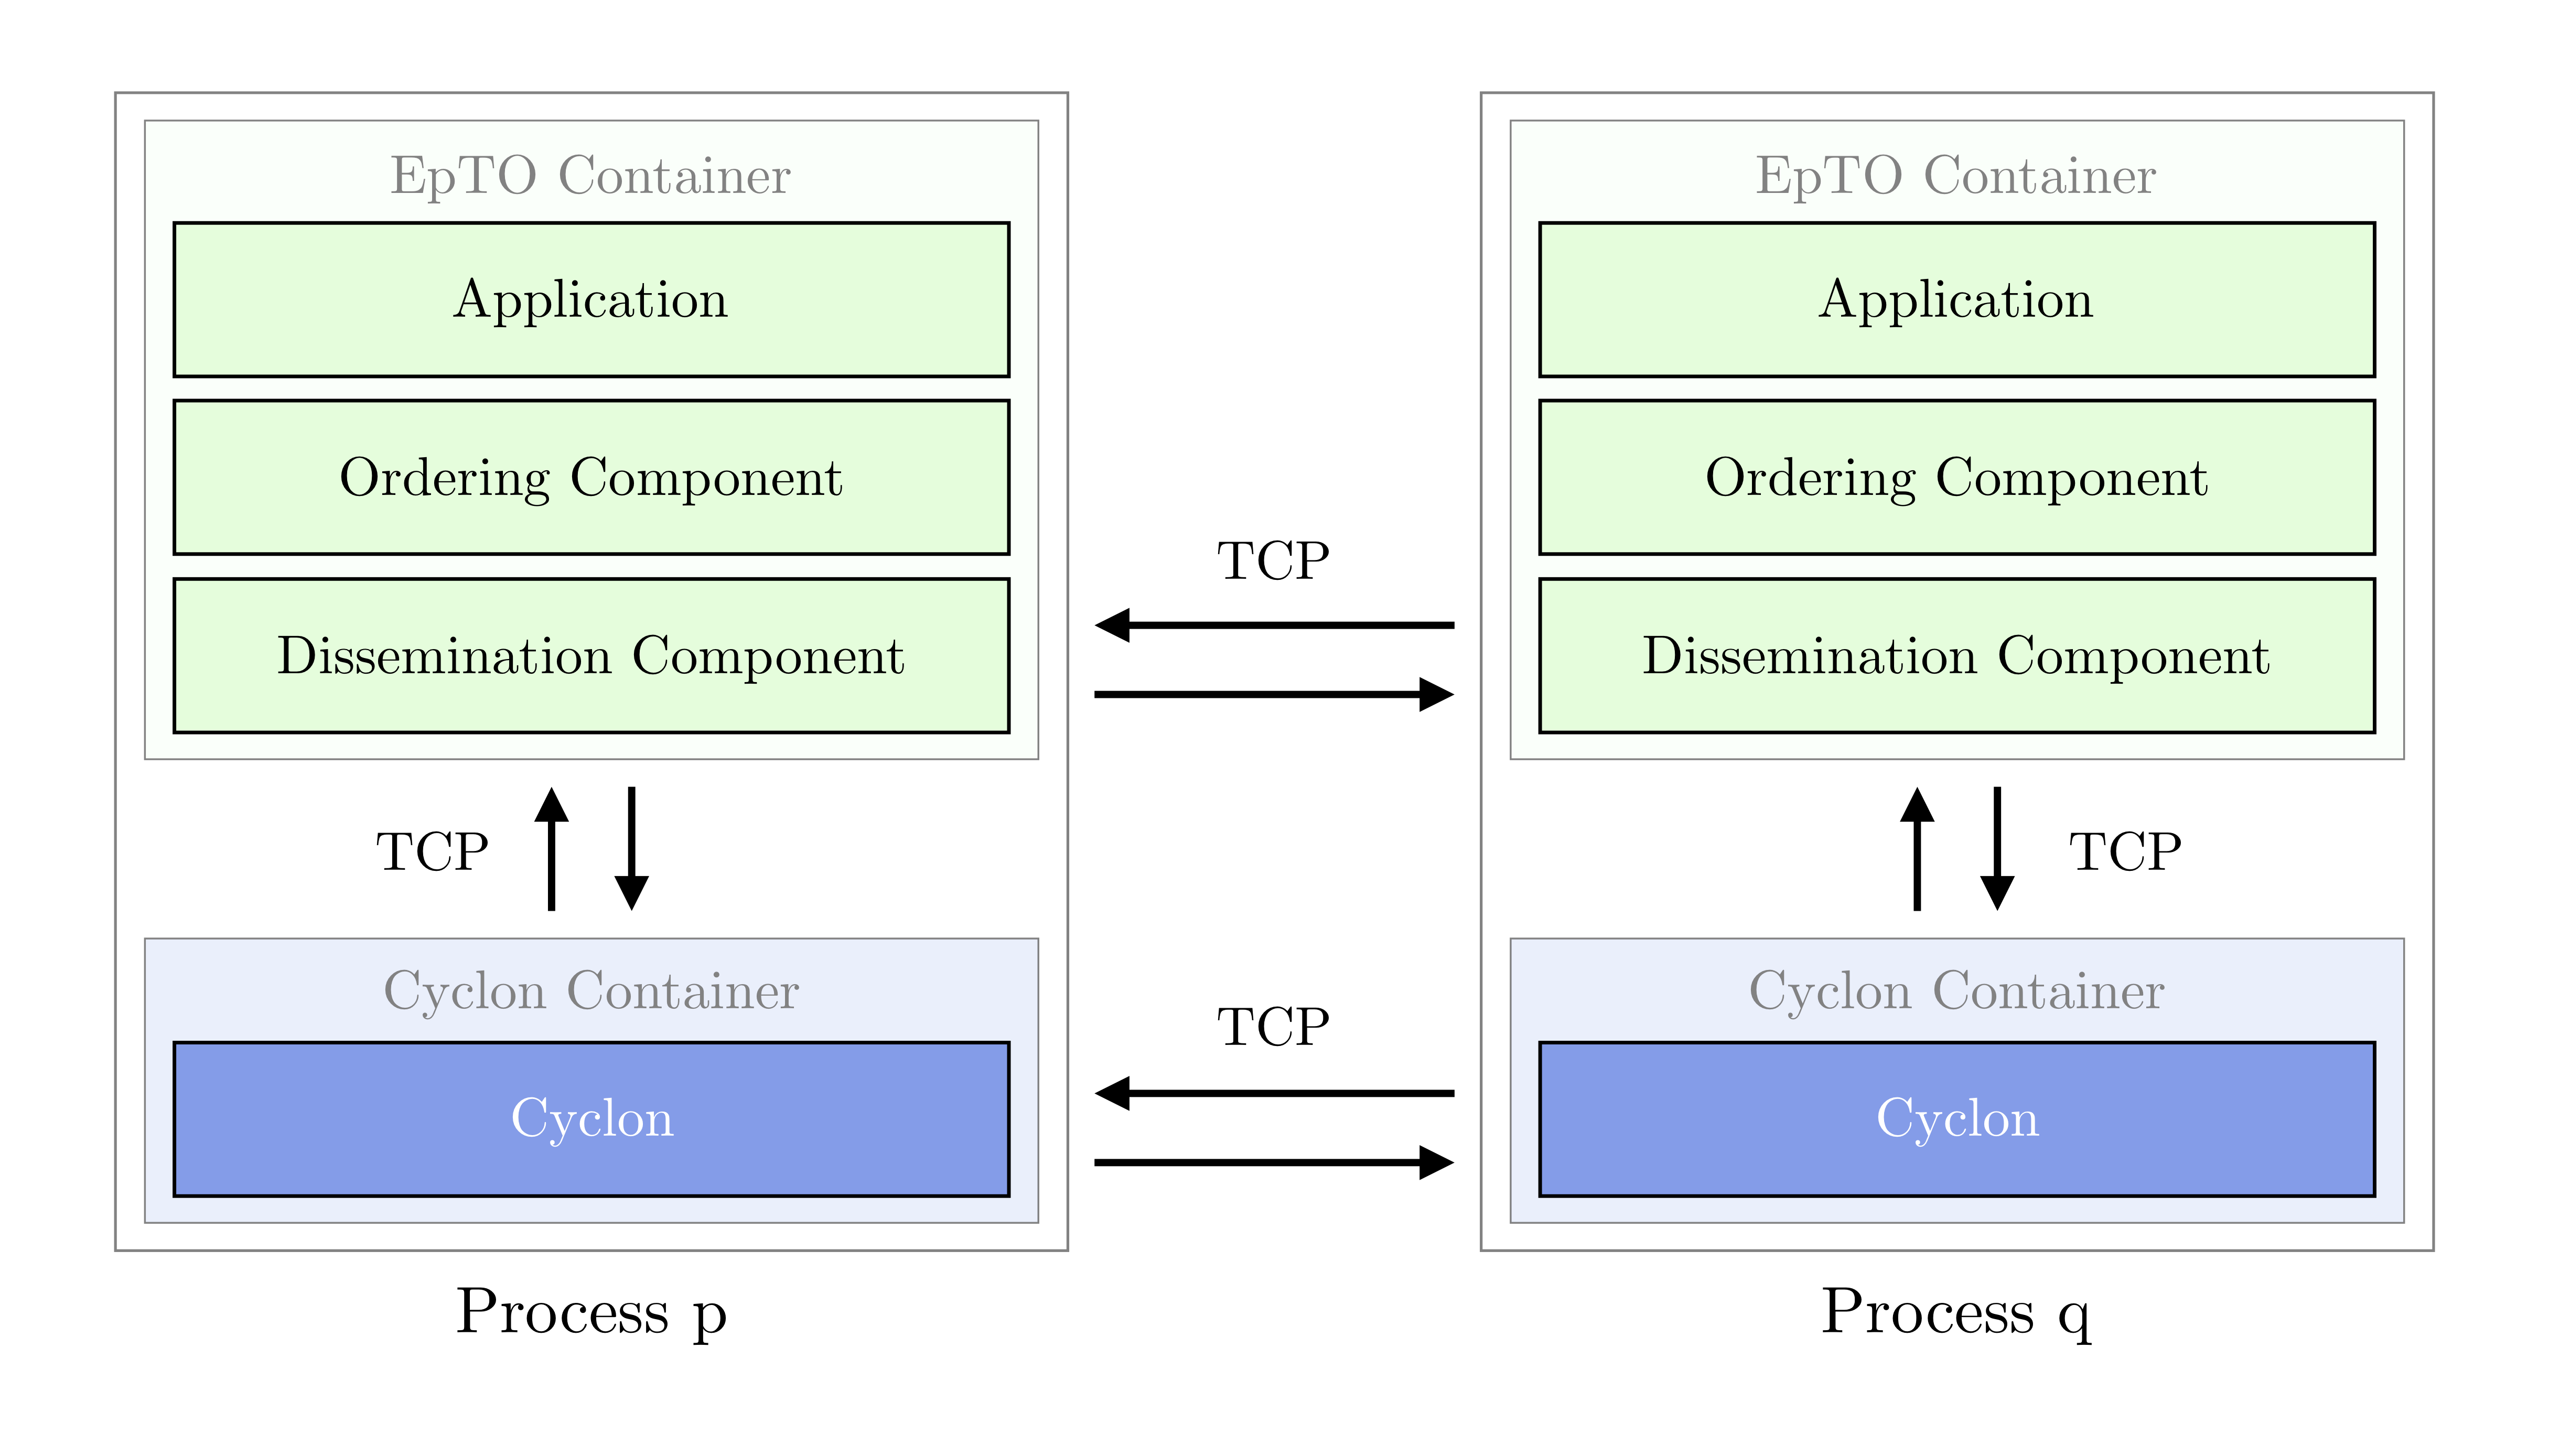 EpTO Container
Application
Ordering Component
Dissemination Component
TCP
Cyclon Container
Cyclon
Process p
TCP
TCP
EpTO Container
Application
Ordering Component
Dissemination Component
TCP
Cyclon Container
Cyclon
Process q